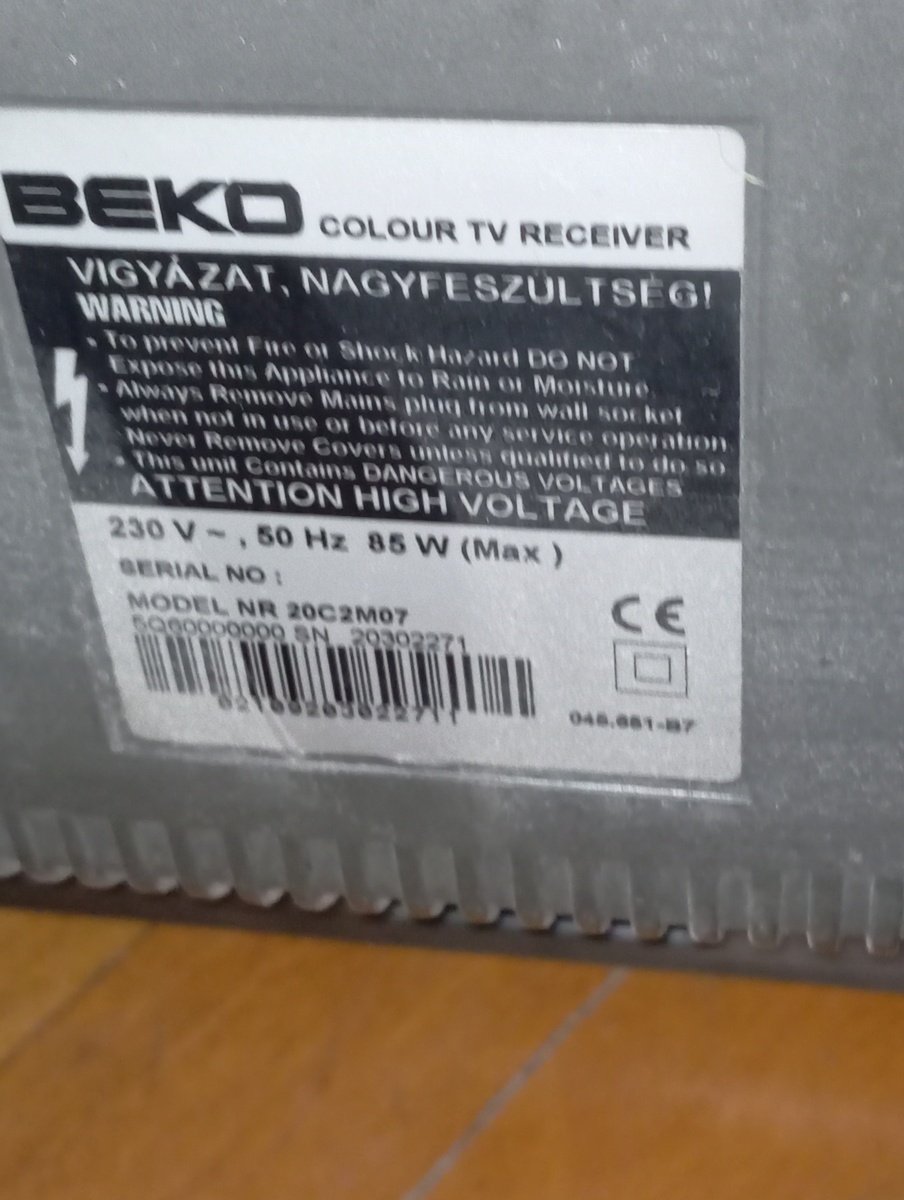 BEKO COLOUR TV RECEIVER
VIGYÁZAT, NAGYFESZÜLTSÉG!
WARNING
• To prevent Fire or Shock Hazard DO NOT
Expose this Appliance to Rain or Moisture.
• Always Remove Mains plug from wall socket
when not in use or before any service operation
Never Remove Covers unless qualified to do so
• This unit Contains DANGEROUS VOLTAGES
ATTENTION HIGH VOLTAGE
230 V ~ , 50 Hz 85 W (Max )
SERIAL NO :
MODEL NR 20C2M07
CE
5Q60000000 SN 20302271